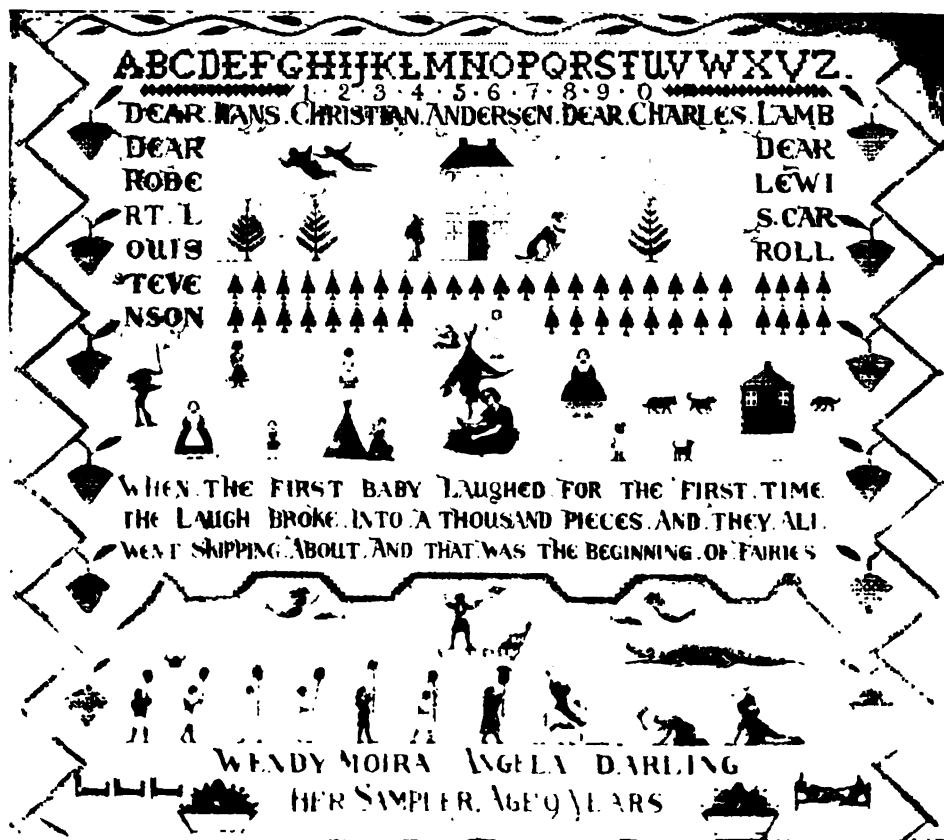 ABCDEFGHIJKLMNOPQRSTUVWXYZ.
1.2.3.4.5.6.7.8.9.0
DEAR.HANS.CHRISTIAN.ANDERSEN.DEAR.CHARLES.LAMB
DEAR
ROBE
RT. L
OUIS
STEVE
NSON
DEAR
LEWI
S.CAR
ROLL
WHEN.THE FIRST BABY LAUGHED FOR THE FIRST.TIME
THE LAUGH BROKE.INTO A THOUSAND PIECES.AND.THEY.ALL
WENT SKIPPING.ABOUT.AND THAT.WAS THE BEGINNING.OF FAIRIES
WENDY MOIRA ANGELA DARLING
HER SAMPLER. AGE 9 YEARS